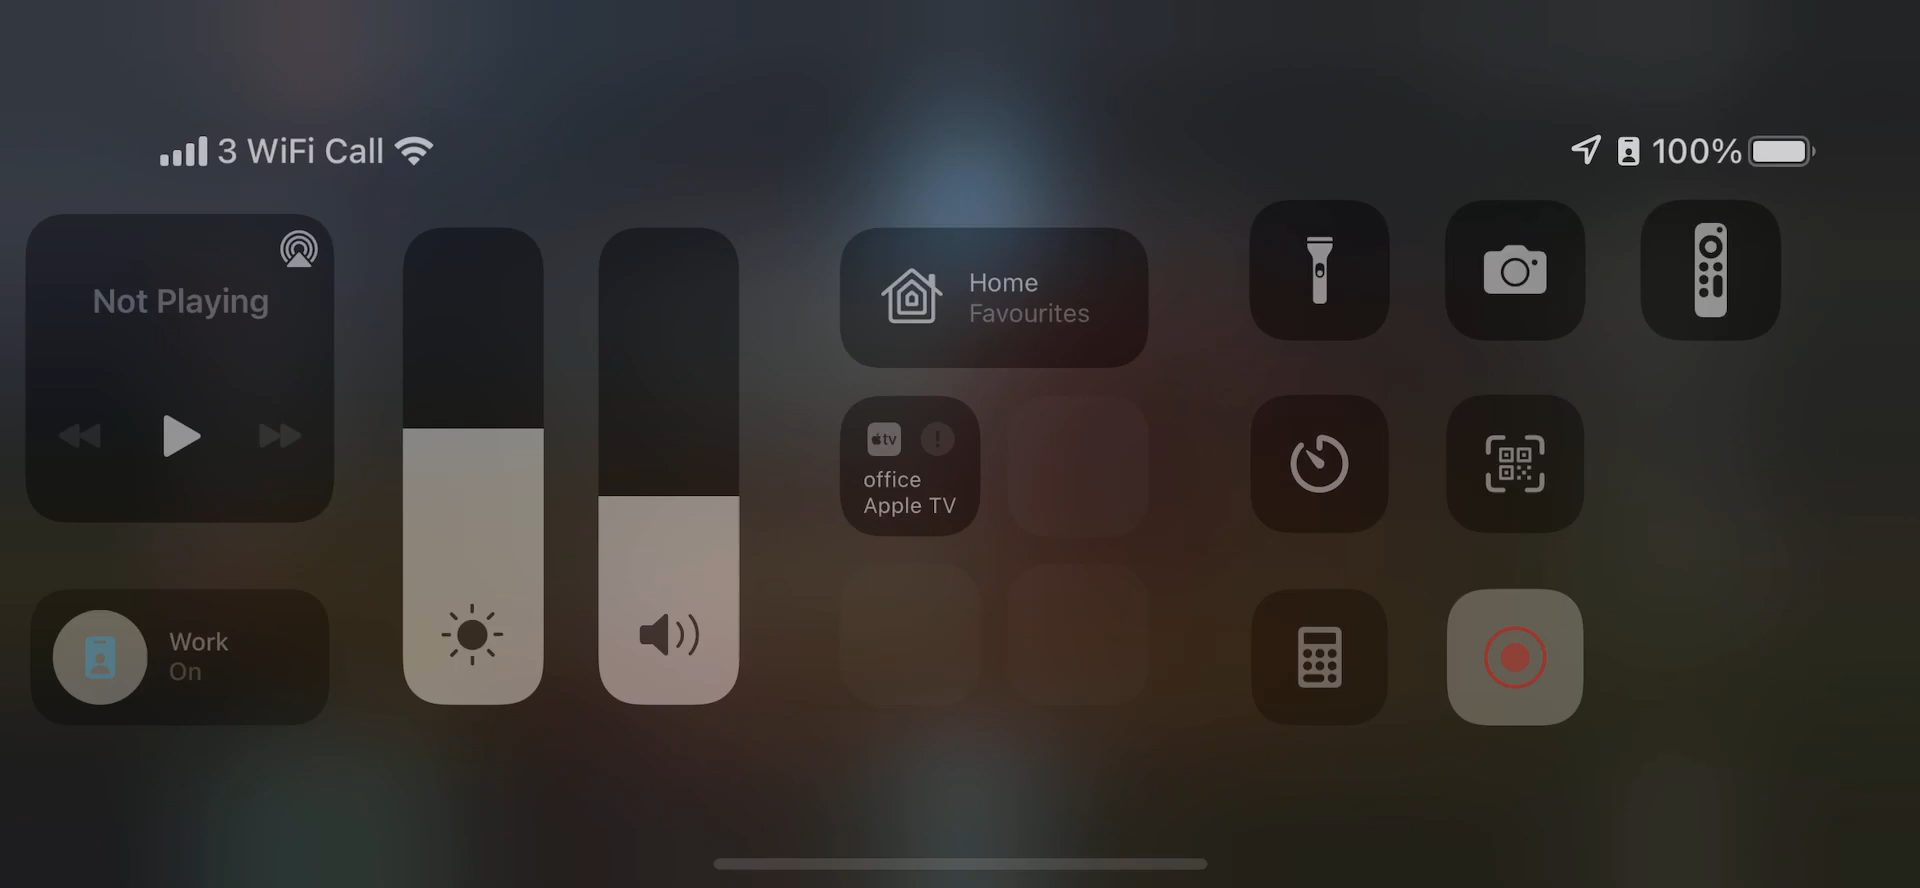 3 WiFi Call
100%
Not Playing
Home
Favourites
tv
office
Apple TV
Work
On